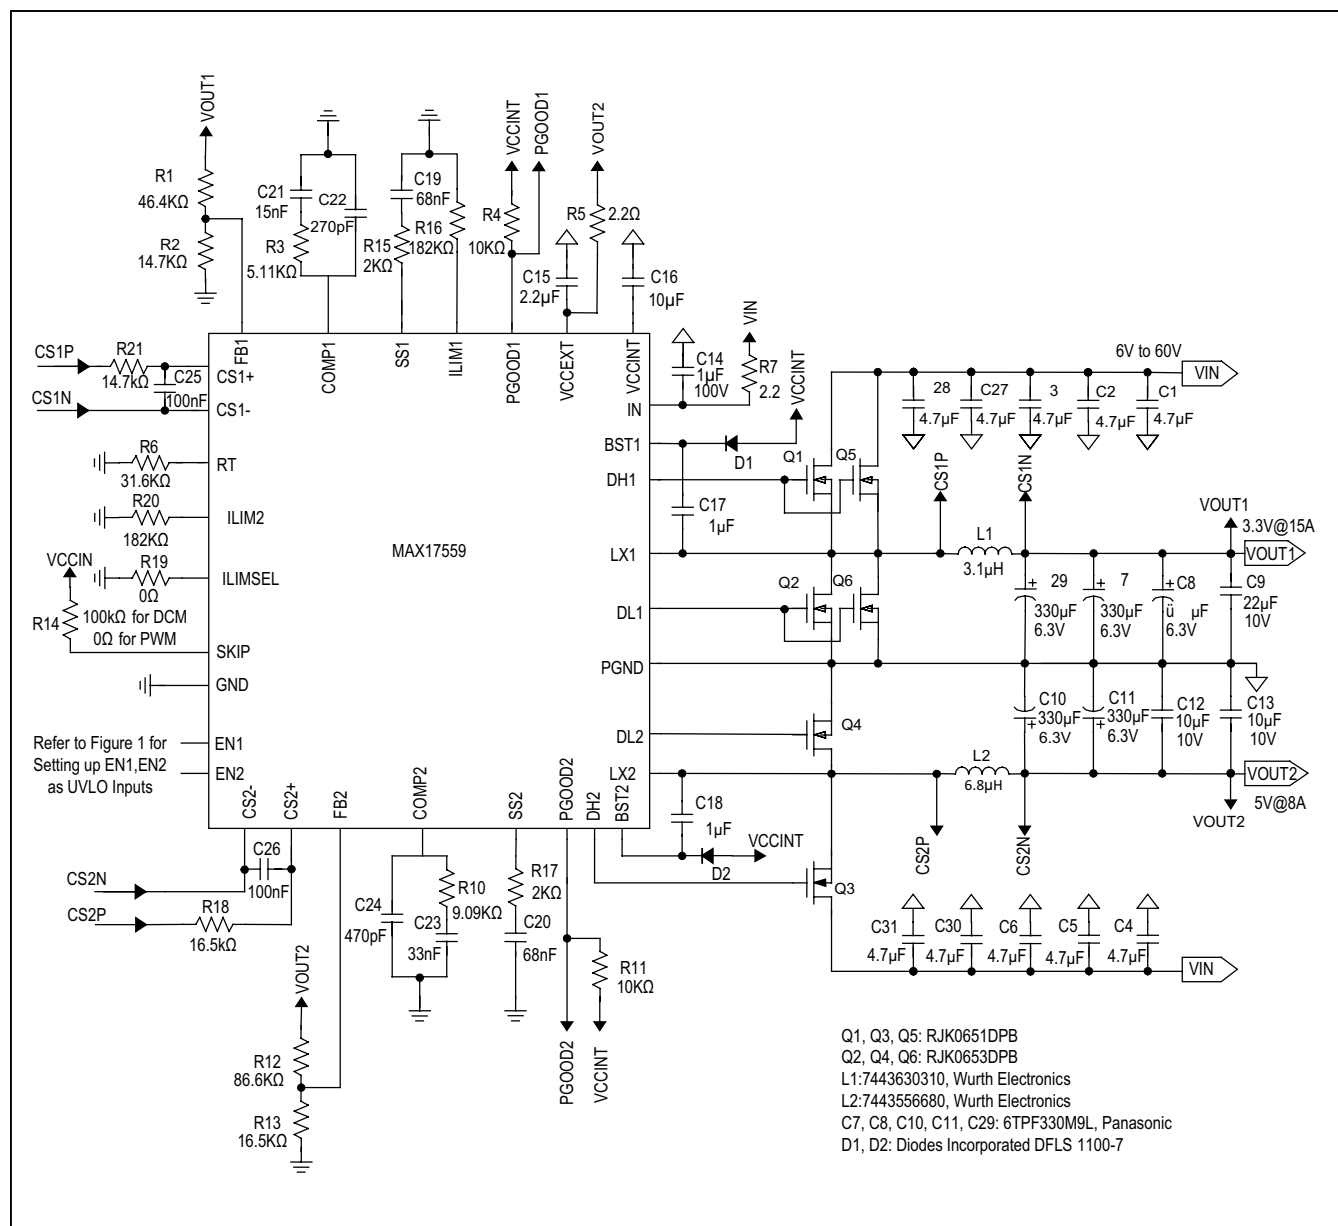 VOUT1
R1
46.4KΩ
R2
14.7KΩ
C21
15nF
C22
270pF
R3
5.11KΩ
C19
68nF
R16
182KΩ
R15
2KΩ
VCCINT
PGOOD1
R4
10KΩ
VOUT2
R5
2.2Ω
C15
2.2µF
C16
10µF
FB1
COMP1
SS1
ILIM1
PGOOD1
VCCEXT
VCCINT
CS1P
R21
14.7kΩ
C25
100nF
CS1N
CS1+
CS1-
R6
31.6KΩ
RT
R20
182KΩ
ILIM2
VCCIN
R19
0Ω
ILIMSEL
R14
100kΩ for DCM
0Ω for PWM
SKIP
GND
Refer to Figure 1 for
Setting up EN1,EN2
as UVLO Inputs
EN1
EN2
MAX17559
IN
BST1
DH1
LX1
DL1
PGND
DL2
LX2
CS2-
CS2+
FB2
COMP2
SS2
PGOOD2
DH2
BST2
C14
1µF
100V
VIN
R7
2.2
VCCINT
D1
C17
1µF
Q1
Q5
Q2
Q6
Q4
Q3
6V to 60V
VIN
28
4.7µF
C27
4.7µF
3
4.7µF
C2
4.7µF
C1
4.7µF
CS1P
CS1N
L1
3.1µH
VOUT1
3.3V@15A
VOUT1
+
29
330µF
6.3V
+
7
330µF
6.3V
+
C8
ü µF
6.3V
C9
22µF
10V
C10
330µF
+
6.3V
C11
330µF
+
6.3V
C12
10µF
10V
C13
10µF
10V
L2
6.8µH
VOUT2
5V@8A
VOUT2
CS2P
CS2N
C18
1µF
VCCINT
D2
C31
4.7µF
C30
4.7µF
C6
4.7µF
C5
4.7µF
C4
4.7µF
VIN
CS2N
C26
100nF
CS2P
R18
16.5kΩ
VOUT2
R12
86.6KΩ
R13
16.5KΩ
C24
470pF
R10
9.09KΩ
C23
33nF
R17
2KΩ
C20
68nF
R11
10KΩ
PGOOD2
VCCINT
Q1, Q3, Q5: RJK0651DPB
Q2, Q4, Q6: RJK0653DPB
L1:7443630310, Wurth Electronics
L2:7443556680, Wurth Electronics
C7, C8, C10, C11, C29: 6TPF330M9L, Panasonic
D1, D2: Diodes Incorporated DFLS 1100-7